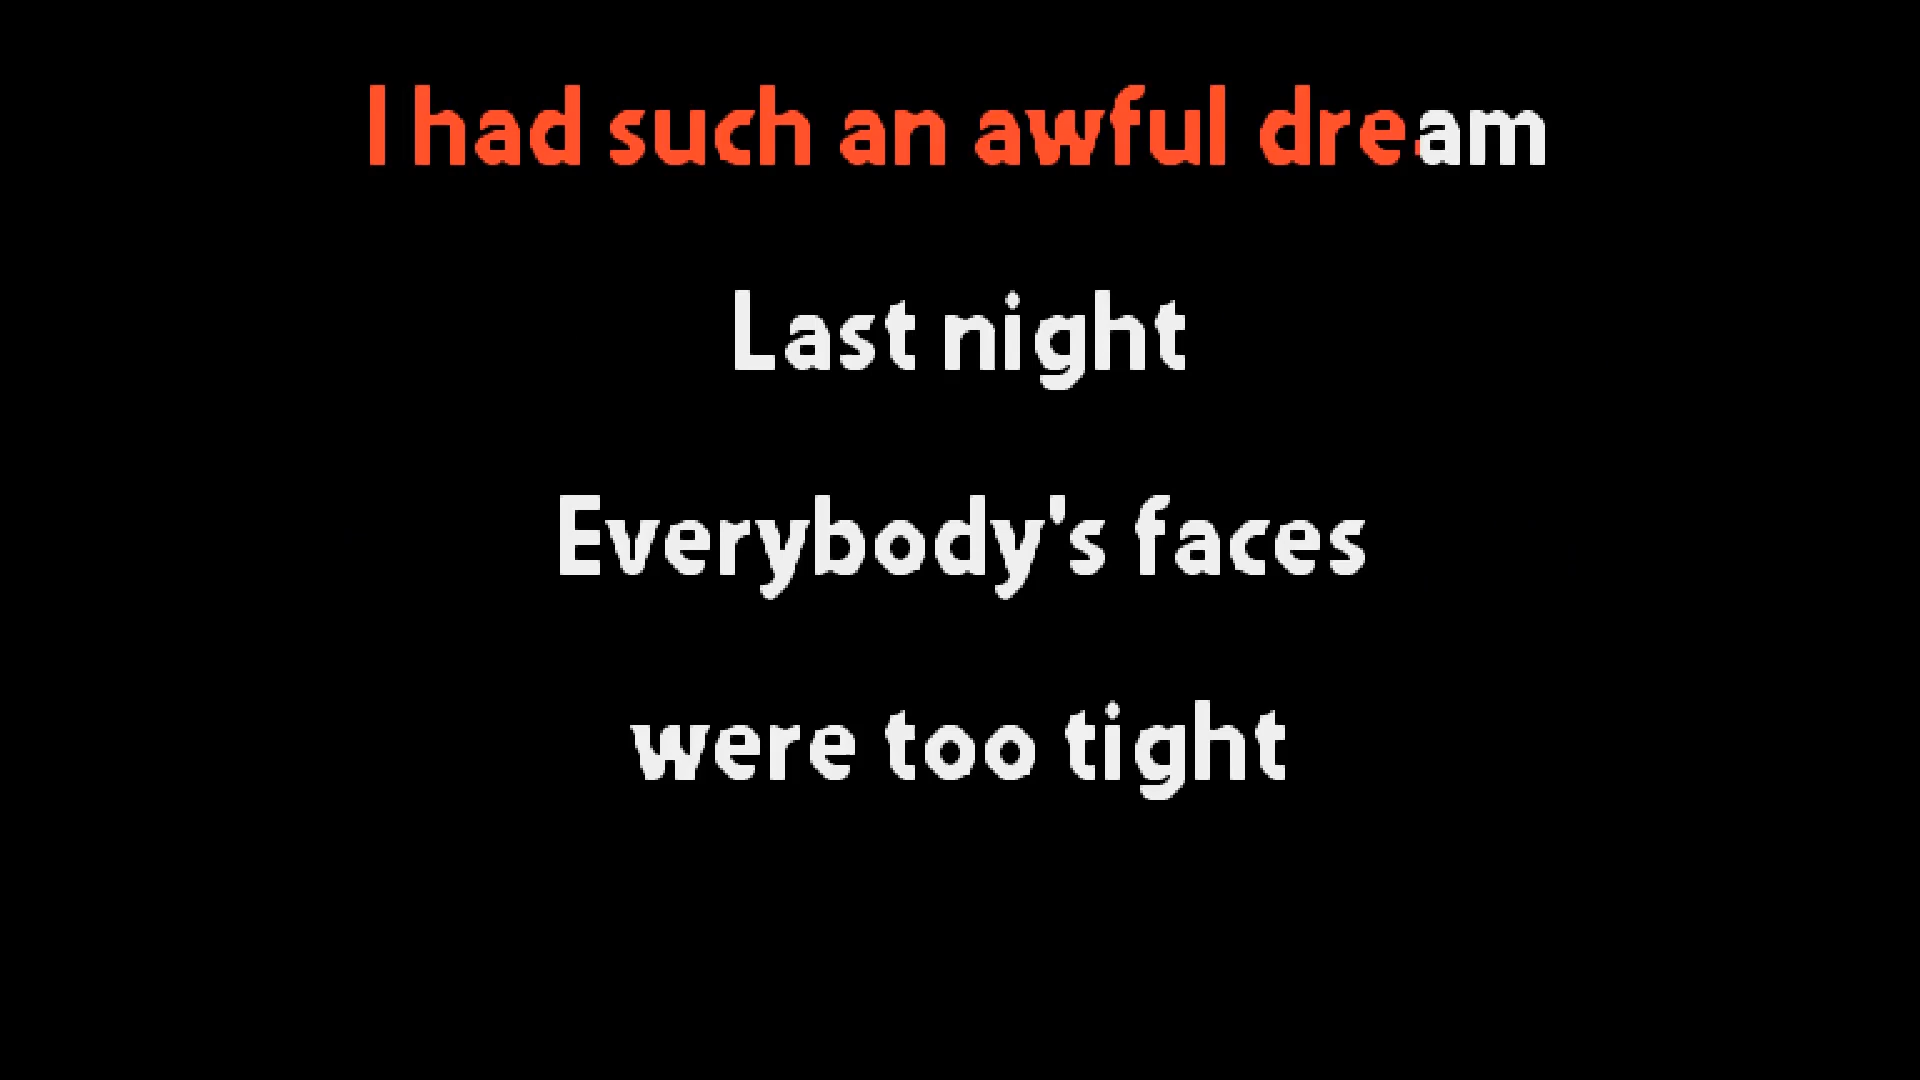 I had such an awful dream
Last night
Everybody's faces
were too tight